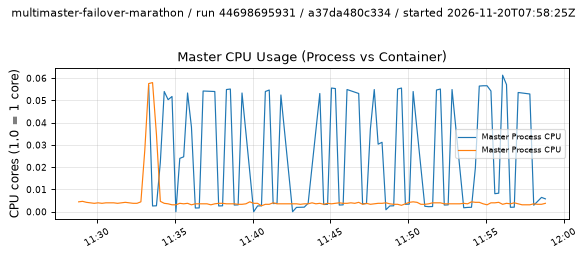 multimaster-failover-marathon / run 44698695931 / a37da480c334 / started 2026-11-20T07:58:25Z
Master CPU Usage (Process vs Container)
CPU cores (1.0 = 1 core)
0.06
0.05
0.04
0.03
0.02
0.01
0.00
Master Process CPU
Master Process CPU
11:30
11:35
11:40
11:45
11:50
11:55
12:00